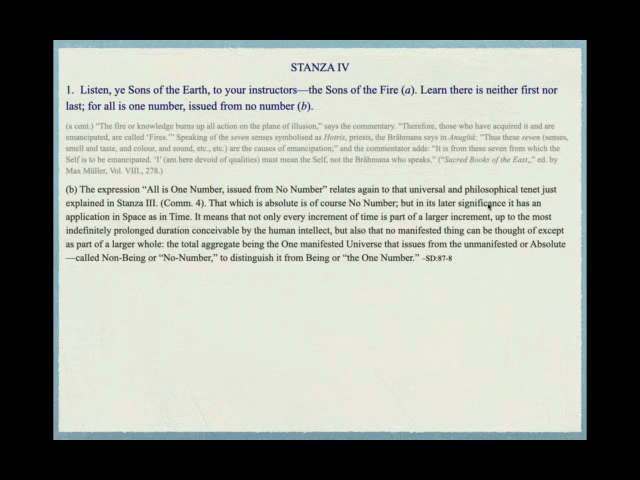 STANZA IV
1. Listen, ye Sons of the Earth, to your instructors—the Sons of the Fire (a). Learn there is neither first nor
last; for all is one number, issued from no number (b).
(a cont.) “The fire or knowledge burns up all action on the plane of illusion,” says the commentary. “Therefore, those who have acquired it and are
emancipated, are called ‘Fires.’” Speaking of the seven senses symbolised as Hotris, priests, the Brâhmana says in Anugîtâ: “Thus these seven (senses,
smell and taste, and colour, and sound, etc., etc.) are the causes of emancipation;” and the commentator adds: “It is from these seven from which the
Self is to be emancipated. ‘I’ (am here devoid of qualities) must mean the Self, not the Brâhmana who speaks.” (“Sacred Books of the East,,” ed. by
Max Müller, Vol. VIII., 278.)
(b) The expression “All is One Number, issued from No Number” relates again to that universal and philosophical tenet just
explained in Stanza III. (Comm. 4). That which is absolute is of course No Number; but in its later significance it has an
application in Space as in Time. It means that not only every increment of time is part of a larger increment, up to the most
indefinitely prolonged duration conceivable by the human intellect, but also that no manifested thing can be thought of except
as part of a larger whole: the total aggregate being the One manifested Universe that issues from the unmanifested or Absolute
—called Non-Being or “No-Number,” to distinguish it from Being or “the One Number.” –SD:87-8